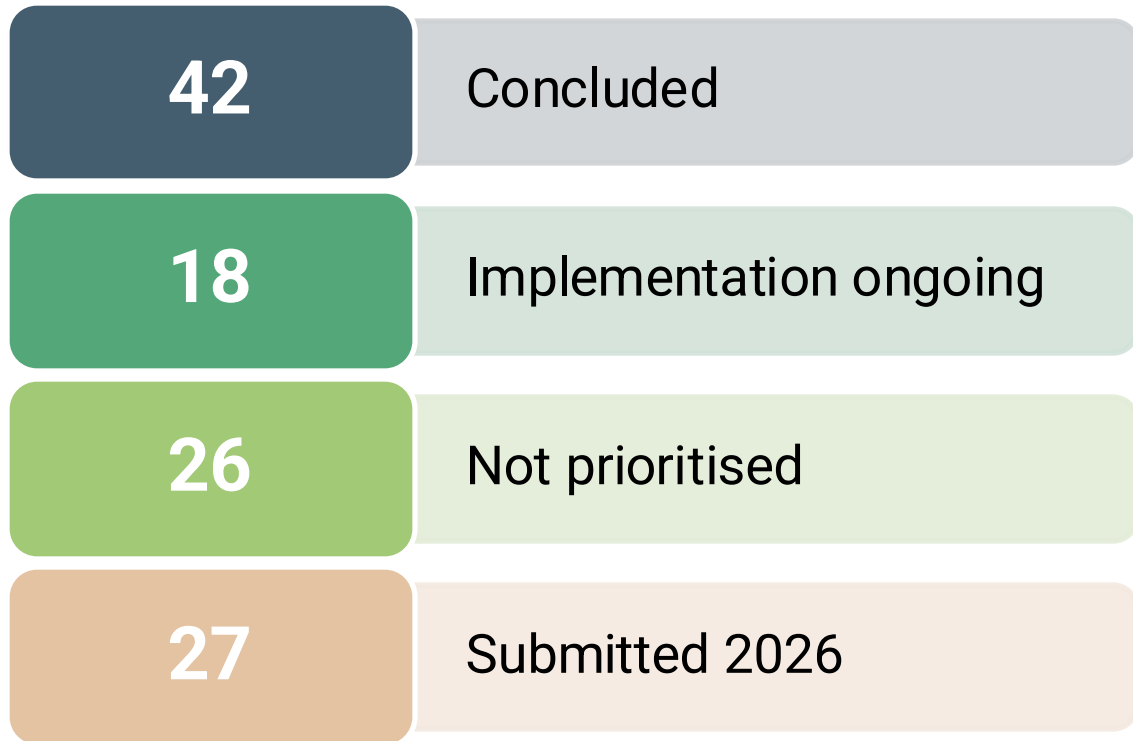 42 Concluded
18 Implementation ongoing
26 Not prioritised
27 Submitted 2026